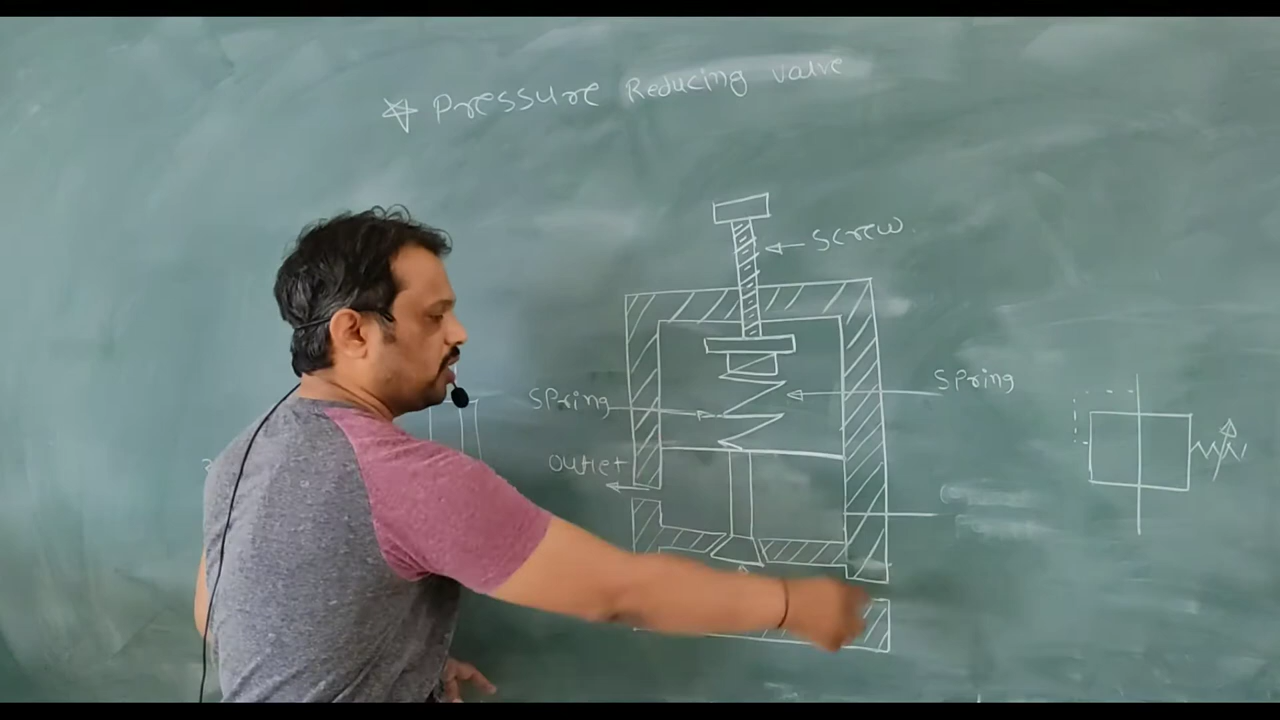 Pressure Reducing valve
Screw
Spring
Spring
outlet